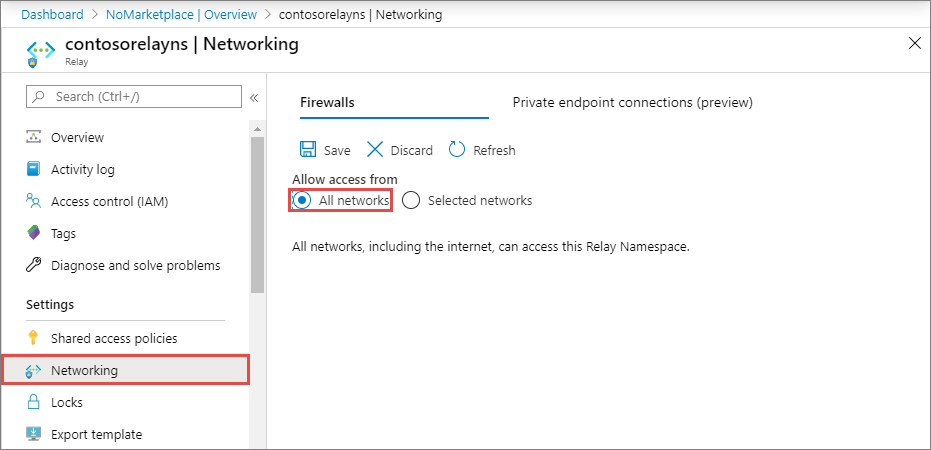 Dashboard > NoMarketplace | Overview > contosorelayns | Networking
contosorelayns | Networking
Relay
Search (Ctrl+/)
Overview
Activity log
Access control (IAM)
Tags
Diagnose and solve problems
Settings
Shared access policies
Networking
Locks
Export template
Firewalls Private endpoint connections (preview)
Save Discard Refresh
Allow access from
All networks Selected networks
All networks, including the internet, can access this Relay Namespace.